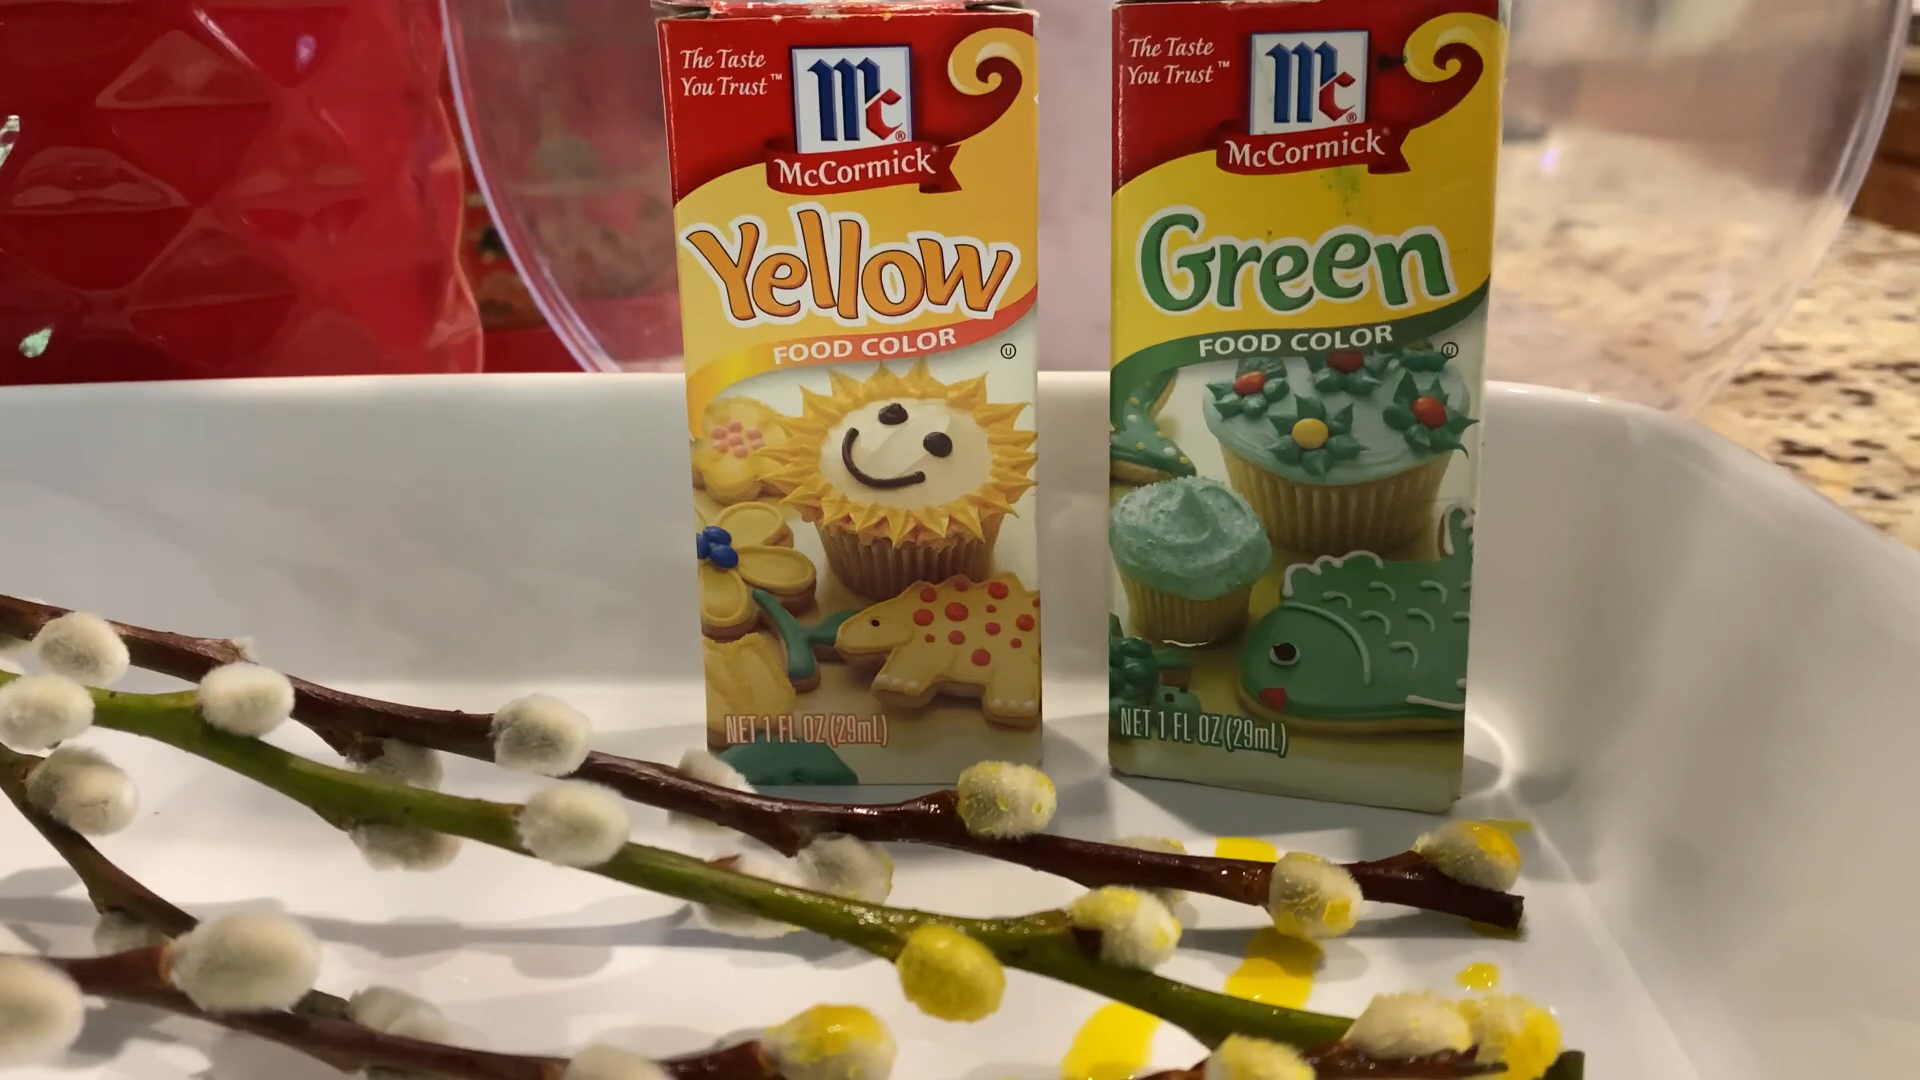 The Taste
You Trust™
Mc®
McCormick®
Yellow
FOOD COLOR
U
NET 1 FL OZ (29mL)
The Taste
You Trust™
Mc®
McCormick®
Green
FOOD COLOR
U
NET 1 FL OZ (29mL)